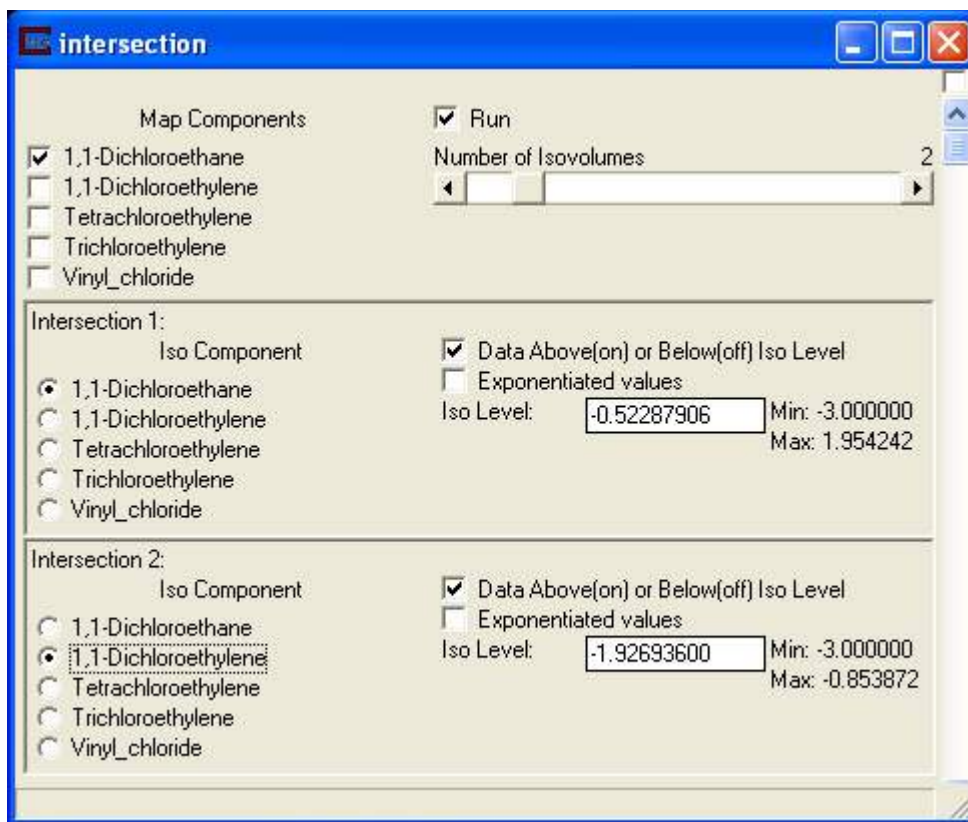 intersection
Map Components
1,1-Dichloroethane
1,1-Dichloroethylene
Tetrachloroethylene
Trichloroethylene
Vinyl_chloride
Run
Number of Isovolumes 2
Intersection 1:
Iso Component
1,1-Dichloroethane
1,1-Dichloroethylene
Tetrachloroethylene
Trichloroethylene
Vinyl_chloride
Data Above(on) or Below(off) Iso Level
Exponentiated values
Iso Level: -0.52287906 Min: -3.000000
Max: 1.954242
Intersection 2:
Iso Component
1,1-Dichloroethane
1,1-Dichloroethylene
Tetrachloroethylene
Trichloroethylene
Vinyl_chloride
Data Above(on) or Below(off) Iso Level
Exponentiated values
Iso Level: -1.92693600 Min: -3.000000
Max: -0.853872